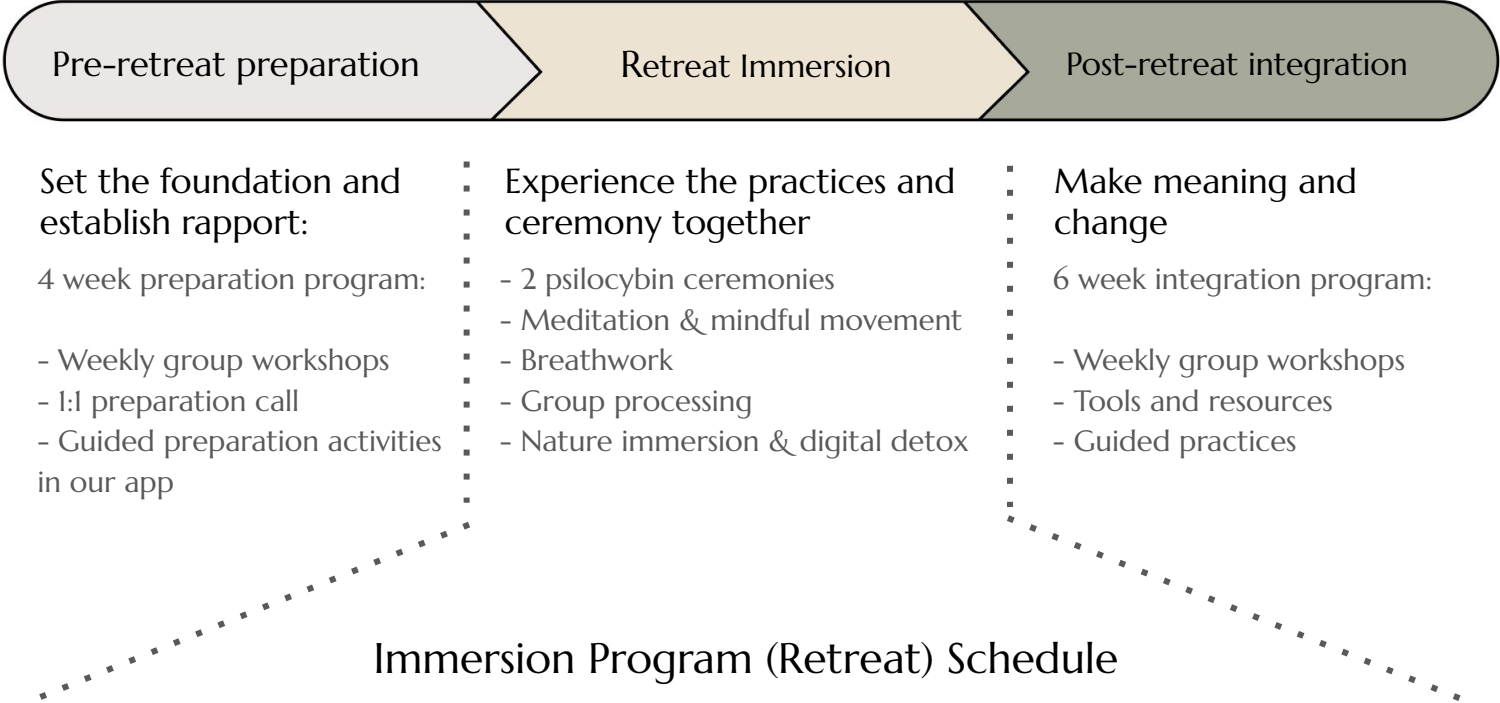 Pre-retreat preparation
Retreat Immersion
Post-retreat integration
Set the foundation and
establish rapport:
4 week preparation program:
- Weekly group workshops
- 1:1 preparation call
- Guided preparation activities
in our app
Experience the practices and
ceremony together
- 2 psilocybin ceremonies
- Meditation & mindful movement
- Breathwork
- Group processing
- Nature immersion & digital detox
Make meaning and
change
6 week integration program:
- Weekly group workshops
- Tools and resources
- Guided practices
Immersion Program (Retreat) Schedule